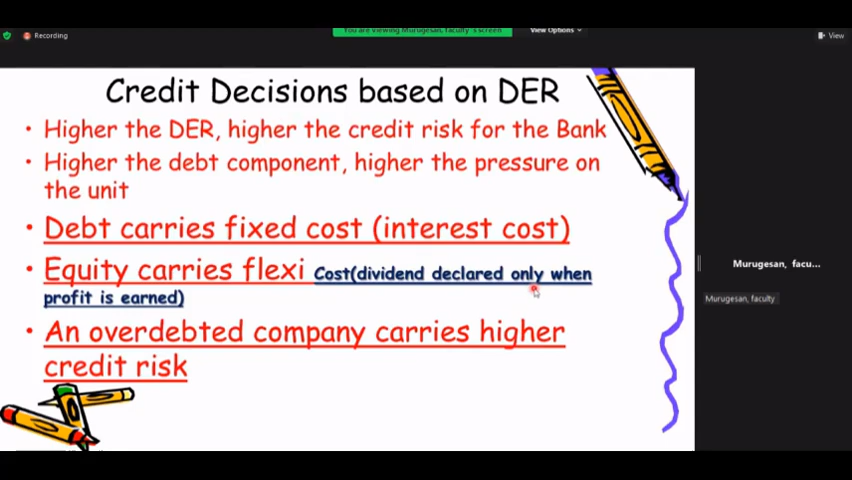 Recording
You are viewing Murugesan, faculty's screen
View Options
View
Credit Decisions based on DER
• Higher the DER, higher the credit risk for the Bank
• Higher the debt component, higher the pressure on
the unit
• Debt carries fixed cost (interest cost)
• Equity carries flexi Cost(dividend declared only when
profit is earned)
• An overdebted company carries higher
credit risk
Murugesan, facu...
Murugesan, faculty